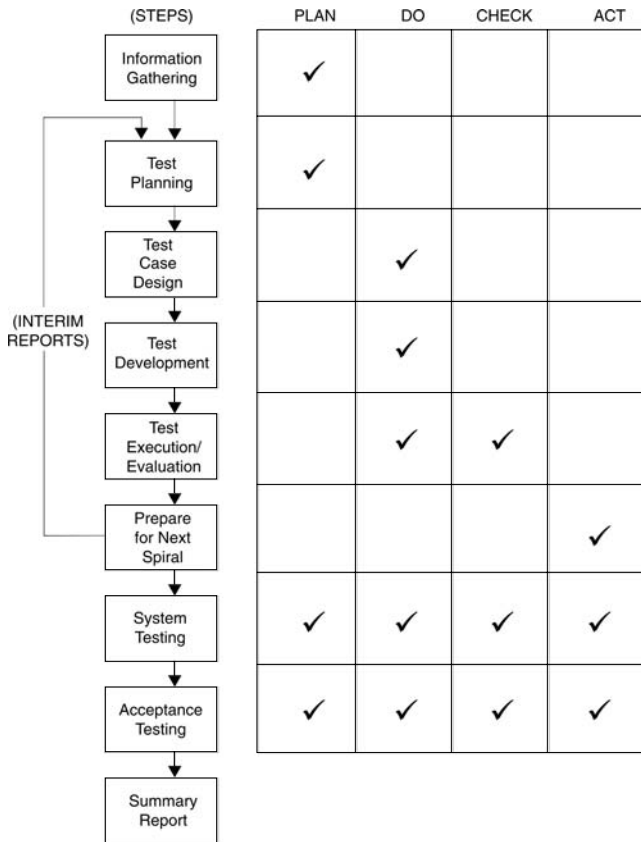 (STEPS) PLAN DO CHECK ACT
Information
Gathering
✓
Test
Planning
✓
Test
Case
Design
✓
(INTERIM
REPORTS)
Test
Development
✓
Test
Execution/
Evaluation
✓ ✓
Prepare
for Next
Spiral
✓
System
Testing
✓ ✓ ✓ ✓
Acceptance
Testing
✓ ✓ ✓ ✓
Summary
Report